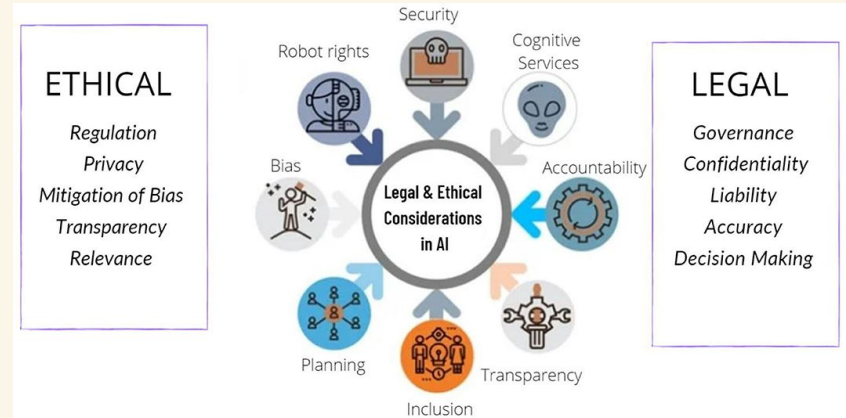 ETHICAL
Regulation
Privacy
Mitigation of Bias
Transparency
Relevance
Security
Robot rights
Cognitive
Services
Bias
Accountability
Legal & Ethical
Considerations
in AI
Planning
Transparency
Inclusion
LEGAL
Governance
Confidentiality
Liability
Accuracy
Decision Making